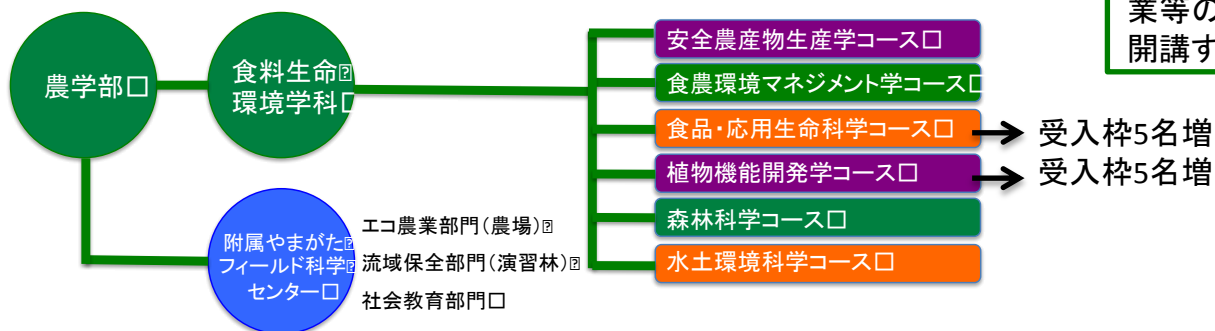 業等の
開講す
農学部
食料生命
環境学科
安全農産物生産学コース
食農環境マネジメント学コース
食品・応用生命科学コース
植物機能開発学コース
森林科学コース
水土環境科学コース
受入枠5名増
受入枠5名増
附属やまがた
フィールド科学
センター
エコ農業部門(農場)
流域保全部門(演習林)
社会教育部門